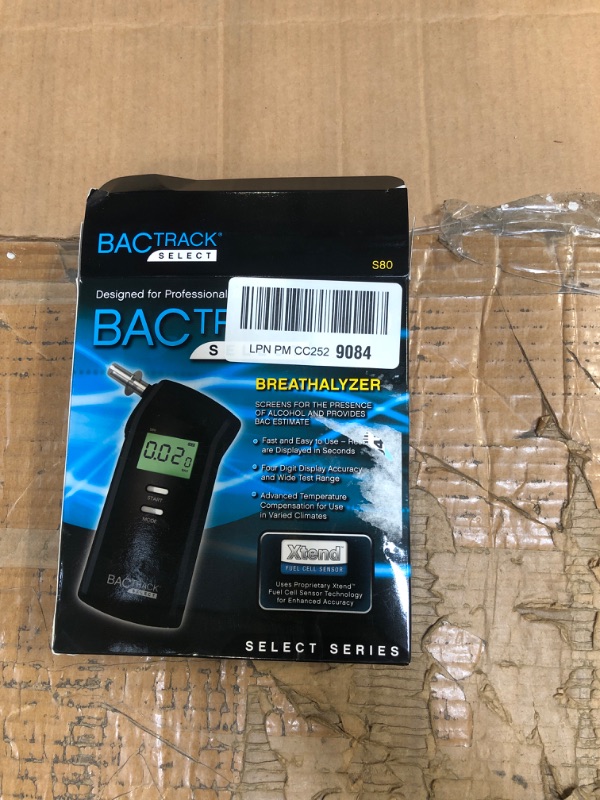 BACTRACK®
SELECT
S80
Designed for Professional
BACTR
S
LPN PM CC252 9084
BREATHALYZER
SCREENS FOR THE PRESENCE
OF ALCOHOL AND PROVIDES
BAC ESTIMATE
Fast and Easy to Use –
are Displayed in Seconds
Four Digit Display Accuracy
and Wide Test Range
Advanced Temperature
Compensation for Use
in Varied Climates
0.020
START
MODE
BACTRACK
SELECT
Xtend
FUEL CELL SENSOR
Uses Proprietary Xtend™
Fuel Cell Sensor Technology
for Enhanced Accuracy
SELECT SERIES